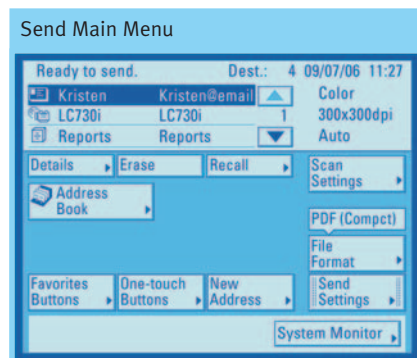 Send Main Menu
Ready to send. Dest.: 4 09/07/06 11:27
Kristen Kristen@email Color
LC730i LC730i 1 300x300dpi
Reports Reports Auto
Details Erase Recall Scan Settings
Address Book
PDF (Compct)
File Format
Favorites Buttons One-touch Buttons New Address Send Settings
System Monitor